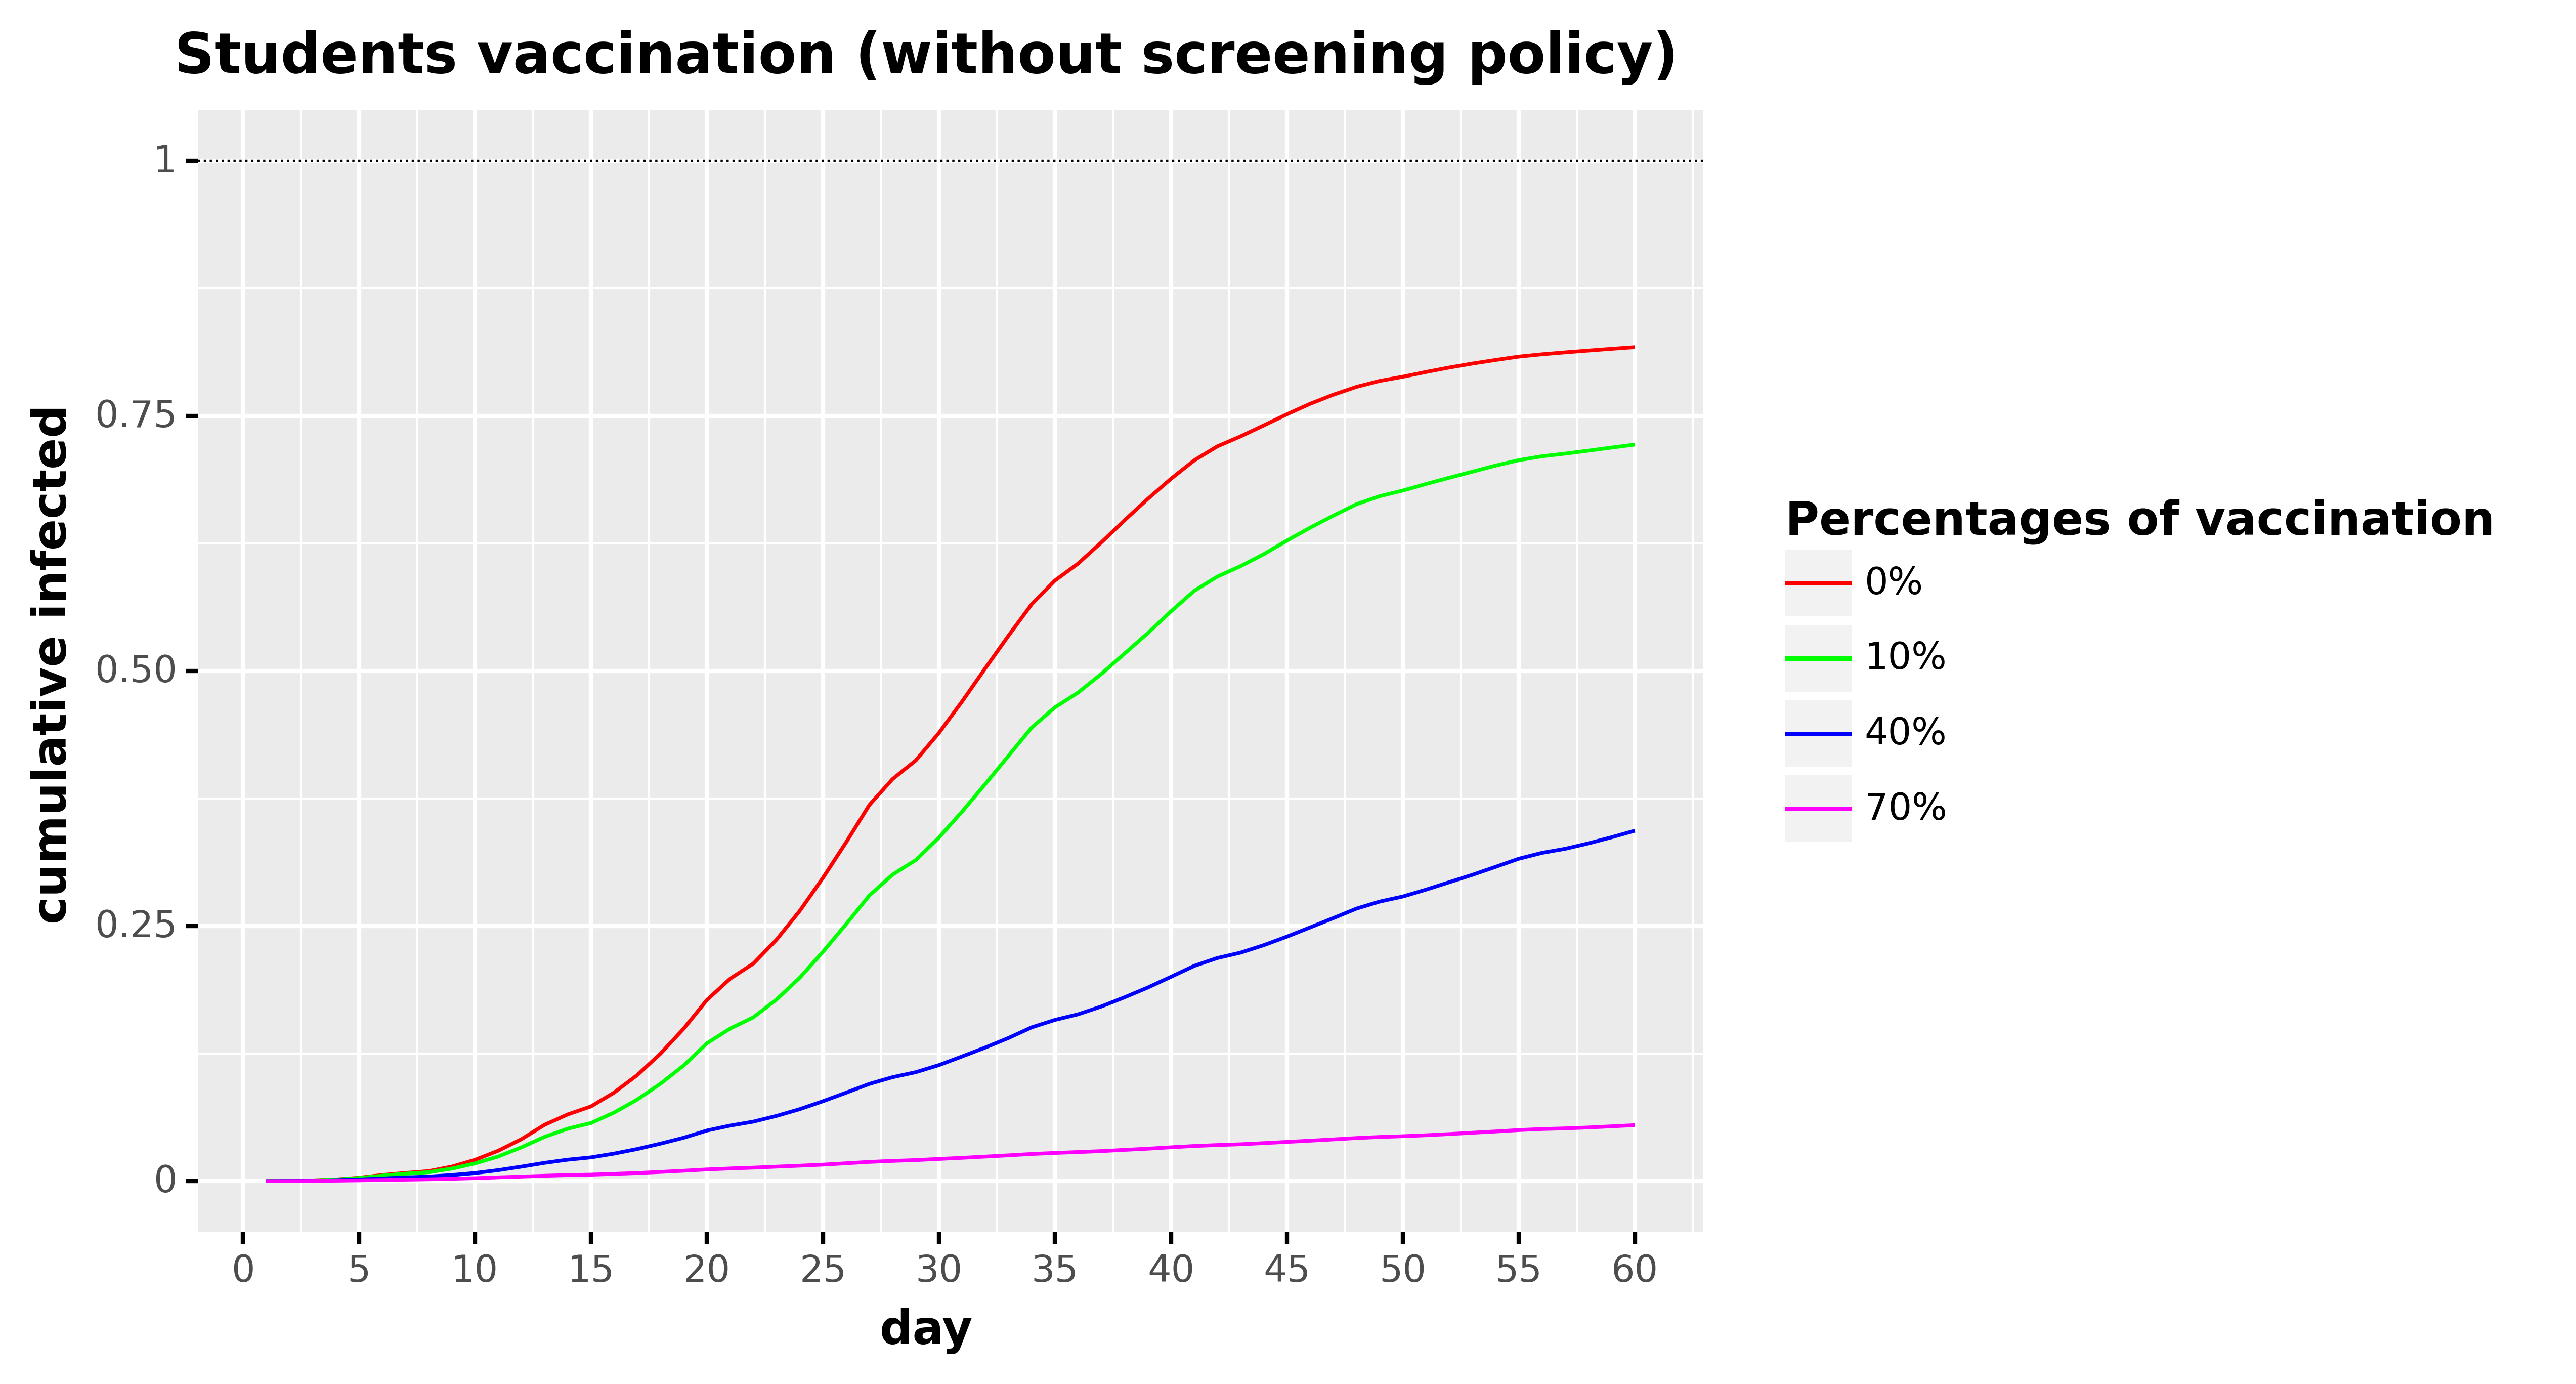 Students vaccination (without screening policy)
cumulative infected
1
0.75
0.50
0.25
0
0 5 10 15 20 25 30 35 40 45 50 55 60
day
Percentages of vaccination
0%
10%
40%
70%